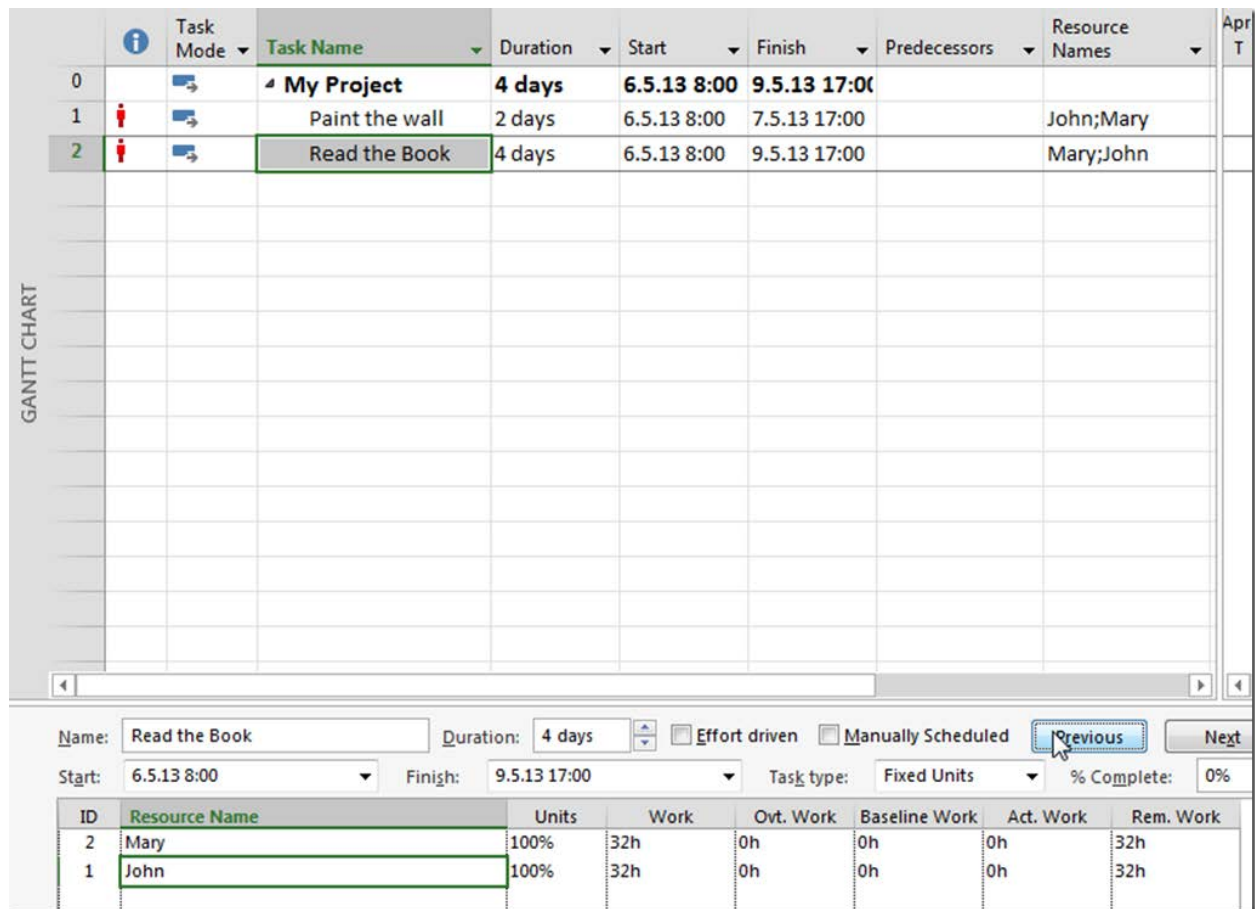 Task Mode Task Name Duration Start Finish Predecessors Resource Names Apr T
0 My Project 4 days 6.5.13 8:00 9.5.13 17:0(
1 Paint the wall 2 days 6.5.13 8:00 7.5.13 17:00 John;Mary
2 Read the Book 4 days 6.5.13 8:00 9.5.13 17:00 Mary;John
GANTT CHART
Name: Read the Book Duration: 4 days Effort driven Manually Scheduled Previous Next
Start: 6.5.13 8:00 Finish: 9.5.13 17:00 Task type: Fixed Units % Complete: 0%
ID Resource Name Units Work Ovt. Work Baseline Work Act. Work Rem. Work
2 Mary 100% 32h 0h 0h 0h 32h
1 John 100% 32h 0h 0h 0h 32h